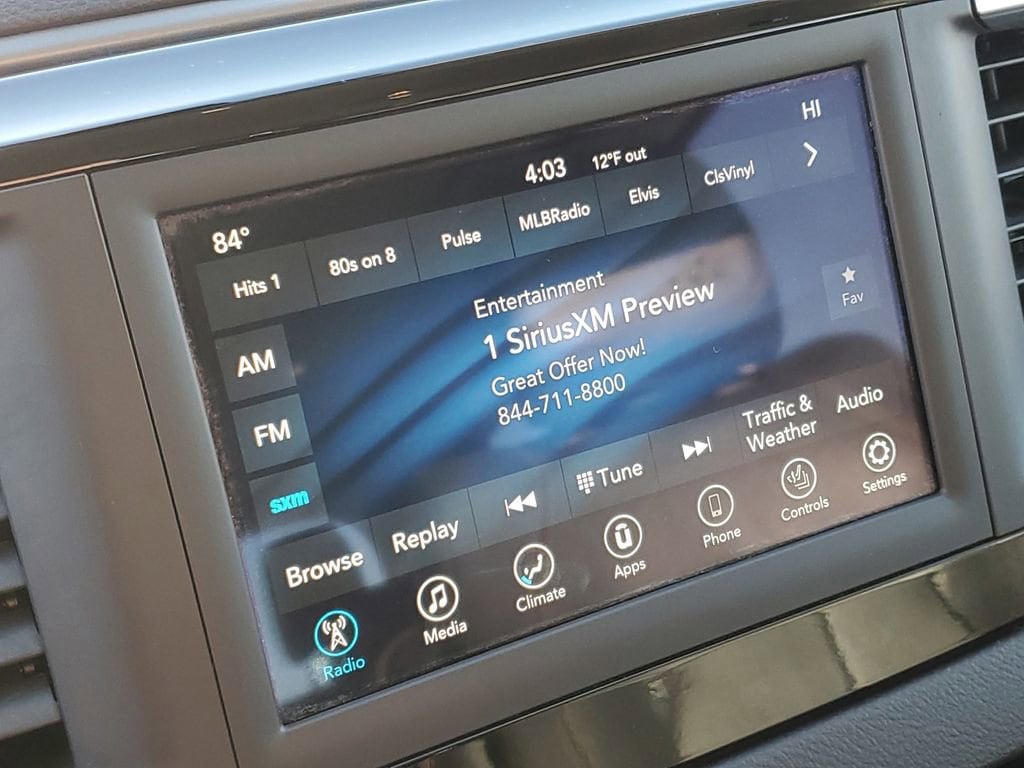 84°
4:03
12°F out
HI
Hits 1
80s on 8
Pulse
MLBRadio
Elvis
ClsVinyl
Entertainment
1 SiriusXM Preview
Great Offer Now!
844-711-8800
Fav
AM
FM
sxm
Browse
Replay
Tune
Traffic &
Weather
Audio
Radio
Media
Climate
Apps
Phone
Controls
Settings